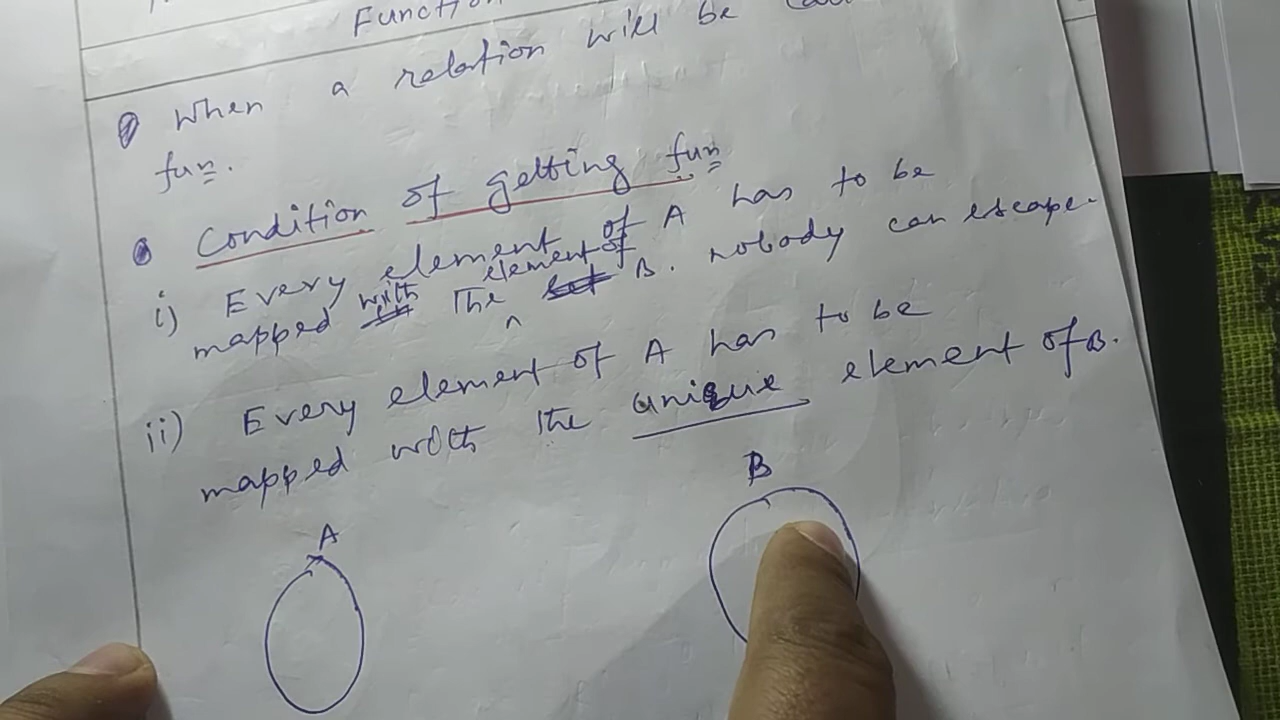 Function
When a relation will be
fun.
Condition of getting fun
i) Every element of A has to be
mapped with the element of B. nobody can escape.
ii) Every element of A has to be
mapped with the unique element of B.
A
B